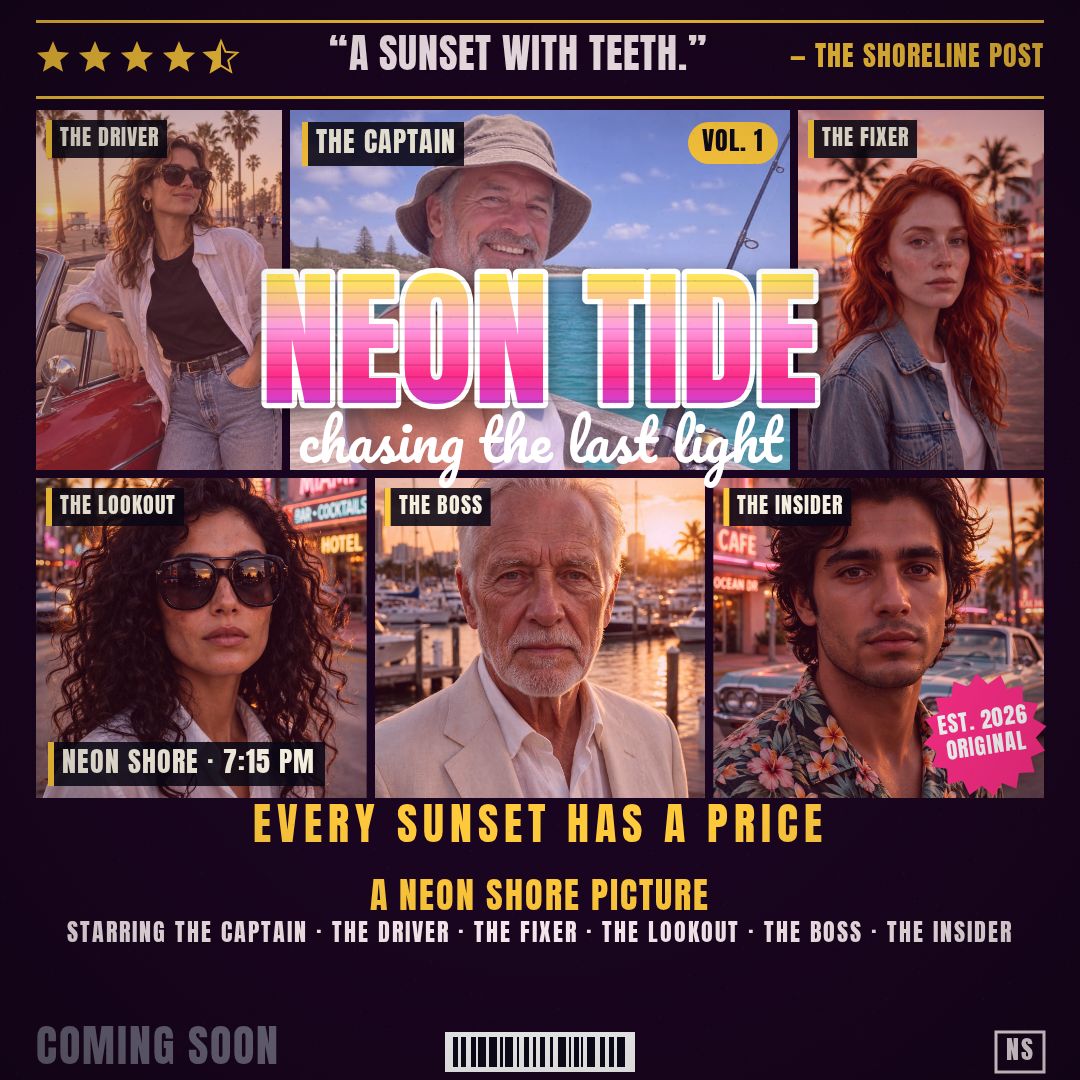 “A SUNSET WITH TEETH.”
– THE SHORELINE POST
THE DRIVER
THE CAPTAIN
VOL. 1
THE FIXER
NEON TIDE
chasing the last light
THE LOOKOUT
BAR·COCKTAILS
HOTEL
THE BOSS
THE INSIDER
CAFE
OCEAN DR
EST. 2026
ORIGINAL
NEON SHORE · 7:15 PM
EVERY SUNSET HAS A PRICE
A NEON SHORE PICTURE
STARRING THE CAPTAIN · THE DRIVER · THE FIXER · THE LOOKOUT · THE BOSS · THE INSIDER
COMING SOON
NS